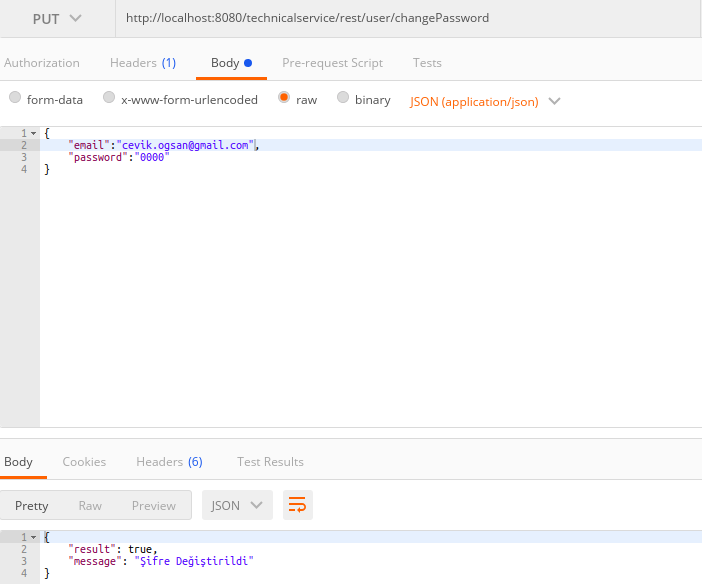 PUT http://localhost:8080/technicalservice/rest/user/changePassword
Authorization Headers (1) Body Pre-request Script Tests
form-data x-www-form-urlencoded raw binary JSON (application/json)
1 {
2 "email":"cevik.ogsan@gmail.com",
3 "password":"0000"
4 }
Body Cookies Headers (6) Test Results
Pretty Raw Preview JSON
1 {
2 "result": true,
3 "message": "Şifre Değiştirildi"
4 }